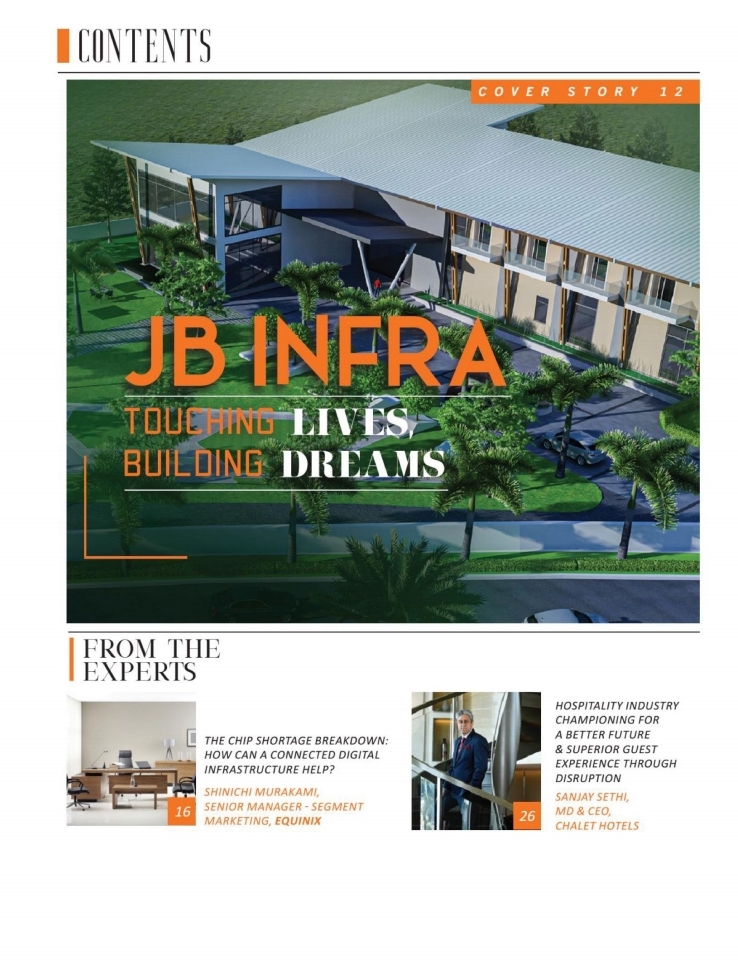 CONTENTS
COVER STORY 12
JB INFRA
TOUCHING LIVES,
BUILDING DREAMS
FROM THE
EXPERTS
THE CHIP SHORTAGE BREAKDOWN:
HOW CAN A CONNECTED DIGITAL
INFRASTRUCTURE HELP?
SHINICHI MURAKAMI,
SENIOR MANAGER - SEGMENT
MARKETING, EQUINIX
16
HOSPITALITY INDUSTRY
CHAMPIONING FOR
A BETTER FUTURE
& SUPERIOR GUEST
EXPERIENCE THROUGH
DISRUPTION
SANJAY SETHI,
MD & CEO,
CHALET HOTELS
26